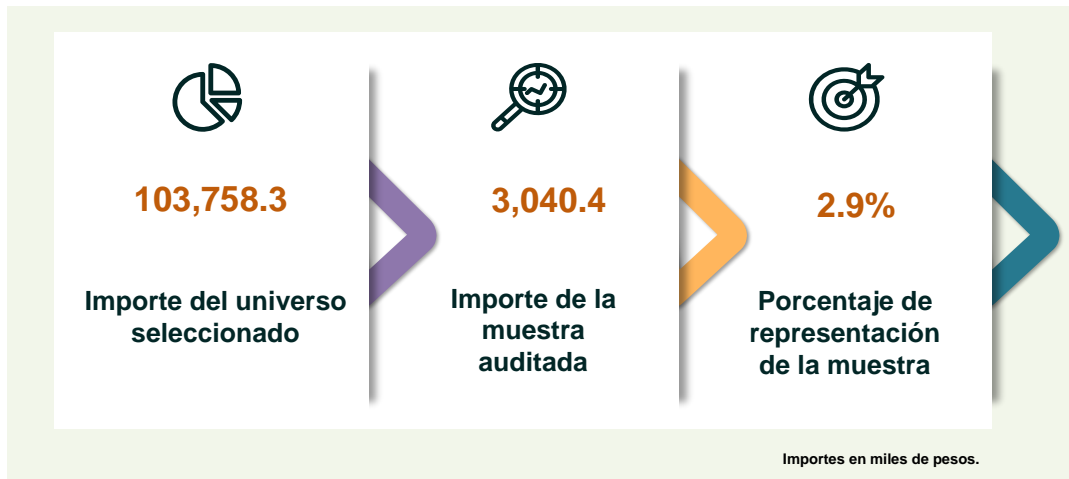 103,758.3
Importe del universo
seleccionado
3,040.4
Importe de la
muestra
auditada
2.9%
Porcentaje de
representación
de la muestra
Importes en miles de pesos.